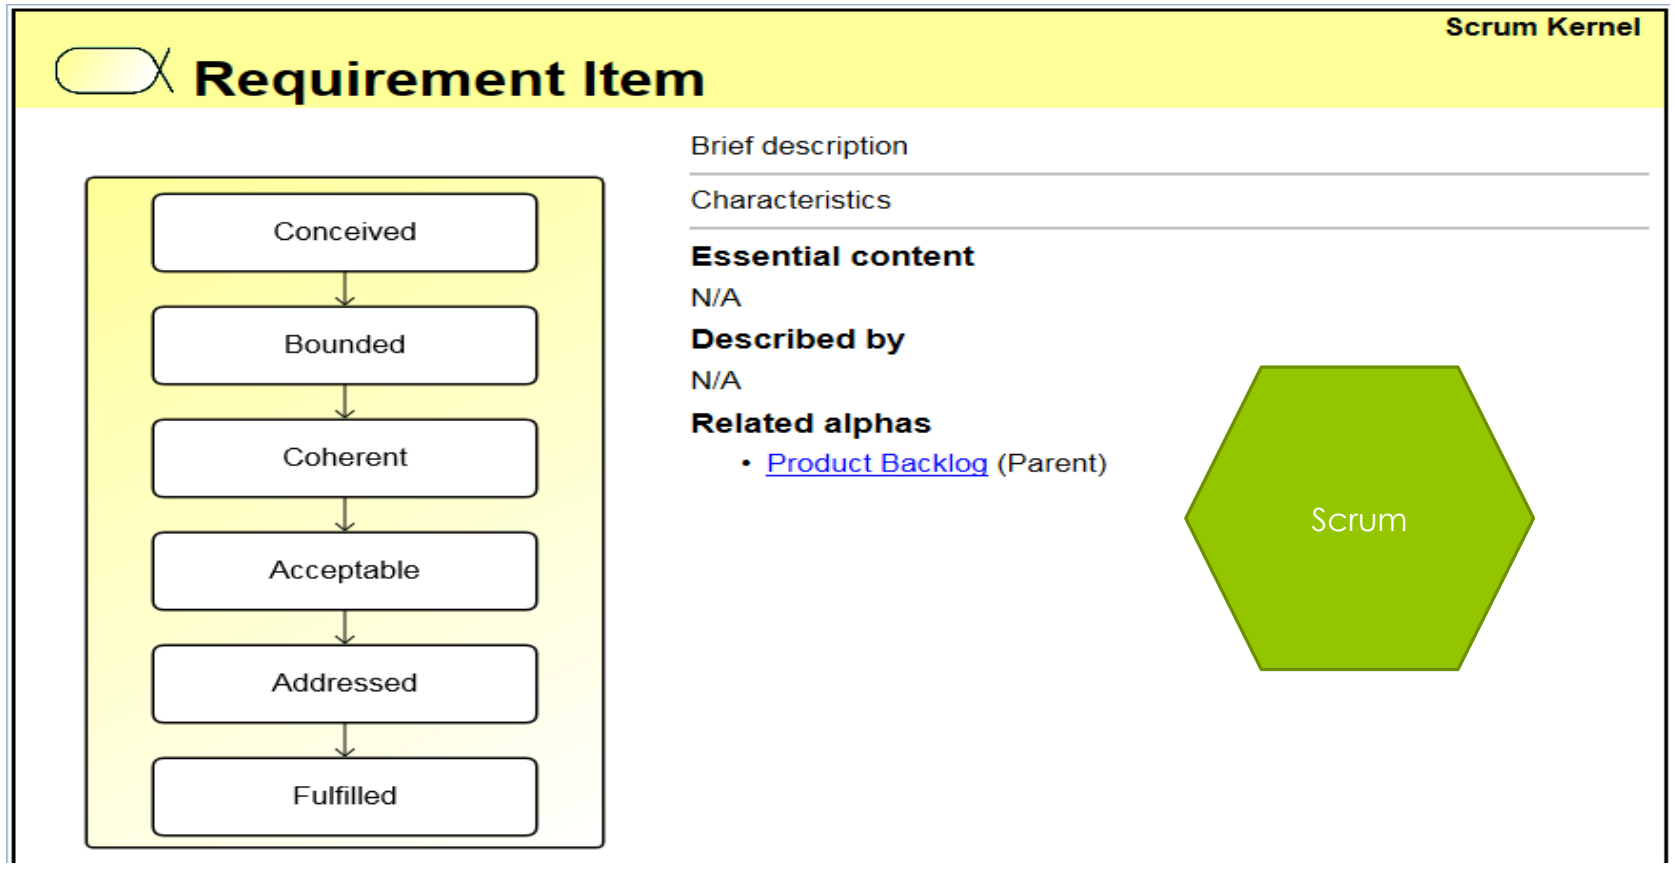 Scrum Kernel
Requirement Item
Conceived
Bounded
Coherent
Acceptable
Addressed
Fulfilled
Brief description
Characteristics
Essential content
N/A
Described by
N/A
Related alphas
• Product Backlog (Parent)
Scrum